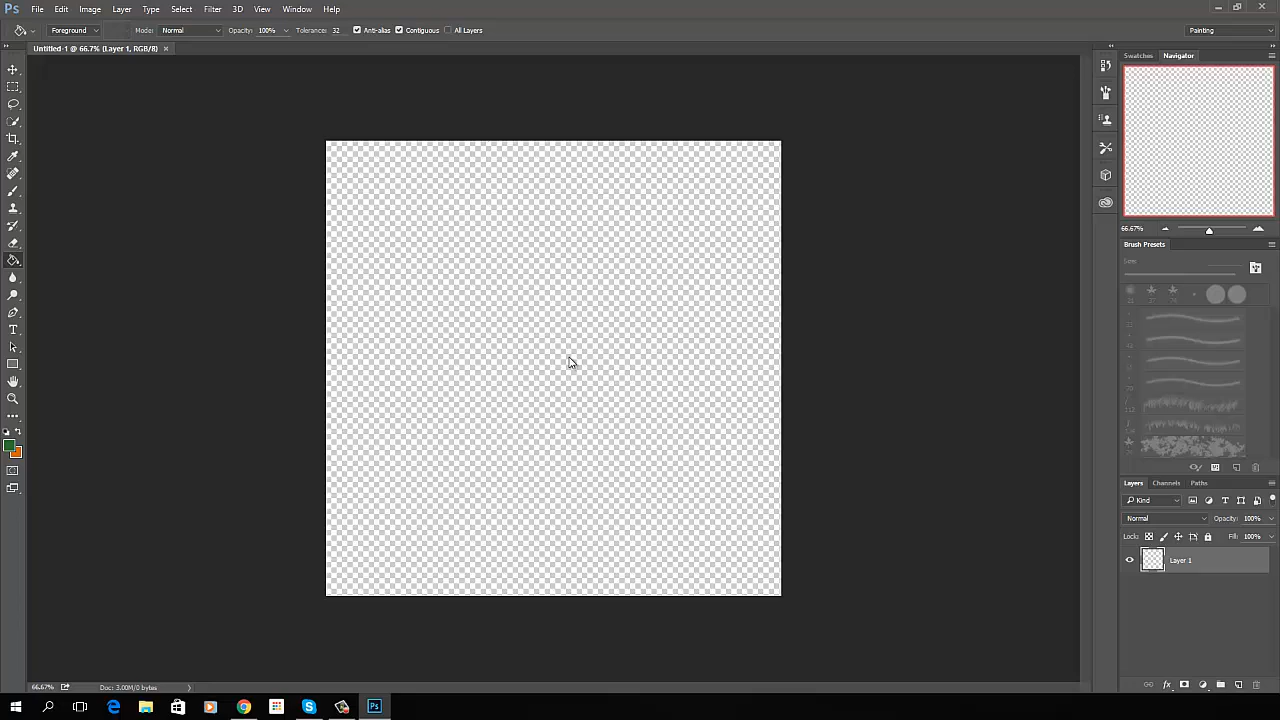 Ps File Edit Image Layer Type Select Filter 3D View Window Help
Foreground Mode: Normal Opacity: 100% Tolerance: 32 Anti-alias Contiguous All Layers Painting
Untitled-1 @ 66.7% (Layer 1, RGB/8) ×
Swatches Navigator
66.67%
Brush Presets
Size:
Layers Channels Paths
Kind
Normal Opacity: 100%
Lock: Fill: 100%
Layer 1
66.67% Doc: 3.00M/0 bytes